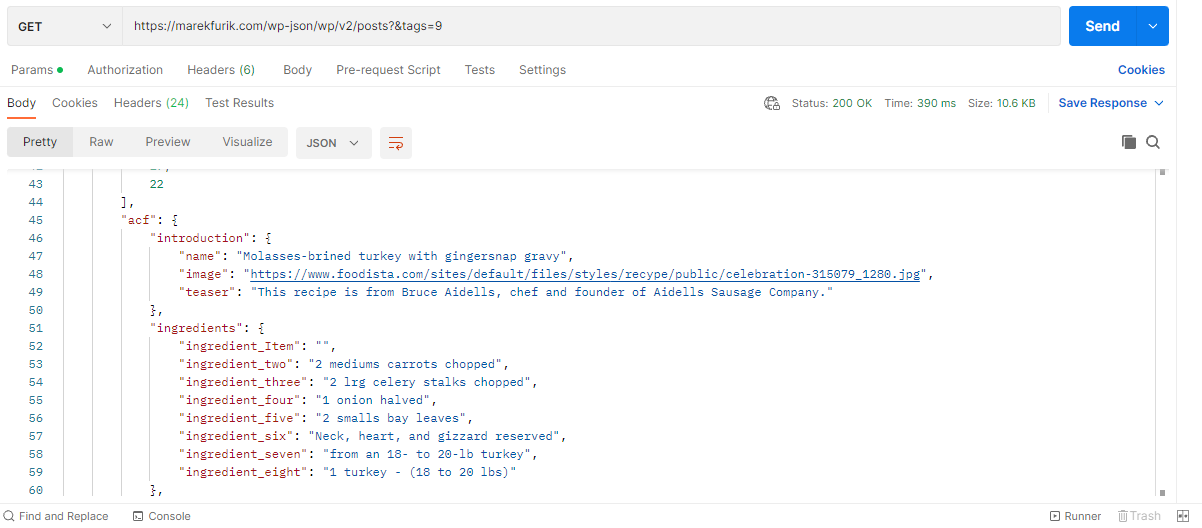 GET https://marekfurik.com/wp-json/wp/v2/posts?&tags=9 Send
Params Authorization Headers (6) Body Pre-request Script Tests Settings Cookies
Body Cookies Headers (24) Test Results Status: 200 OK Time: 390 ms Size: 10.6 KB Save Response
Pretty Raw Preview Visualize JSON
43 22
44 ],
45 "acf": {
46 "introduction": {
47 "name": "Molasses-brined turkey with gingersnap gravy",
48 "image": "https://www.foodista.com/sites/default/files/styles/recype/public/celebration-315079_1280.jpg",
49 "teaser": "This recipe is from Bruce Aidells, chef and founder of Aidells Sausage Company."
50 },
51 "ingredients": {
52 "ingredient_Item": "",
53 "ingredient_two": "2 mediums carrots chopped",
54 "ingredient_three": "2 lrg celery stalks chopped",
55 "ingredient_four": "1 onion halved",
56 "ingredient_five": "2 smalls bay leaves",
57 "ingredient_six": "Neck, heart, and gizzard reserved",
58 "ingredient_seven": "from an 18- to 20-lb turkey",
59 "ingredient_eight": "1 turkey - (18 to 20 lbs)"
60 },
Find and Replace Console Runner Trash